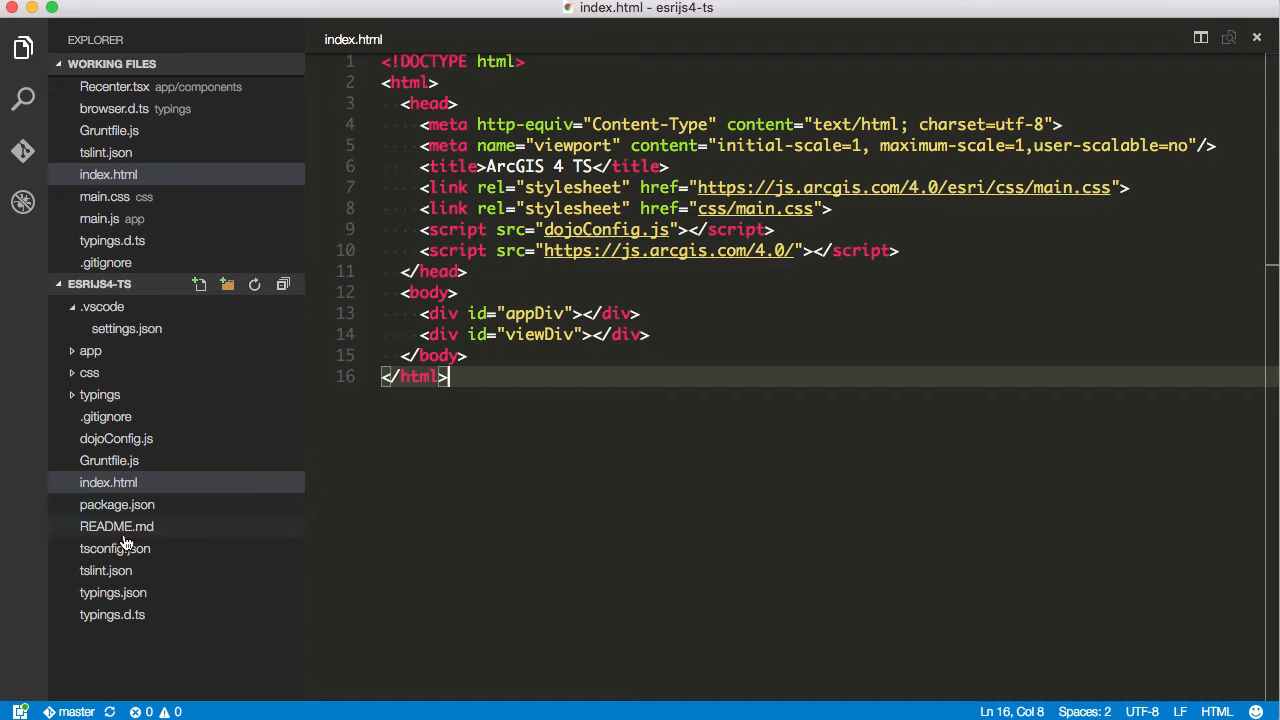 index.html - esrijs4-ts
EXPLORER
WORKING FILES
Recenter.tsx app/components
browser.d.ts typings
Gruntfile.js
tslint.json
index.html
main.css css
main.js app
typings.d.ts
.gitignore
ESRIJS4-TS
.vscode
settings.json
app
css
typings
.gitignore
dojoConfig.js
Gruntfile.js
index.html
package.json
README.md
tsconfig.json
tslint.json
typings.json
typings.d.ts
index.html
1 <!DOCTYPE html>
2 <html>
3 <head>
4 <meta http-equiv="Content-Type" content="text/html; charset=utf-8">
5 <meta name="viewport" content="initial-scale=1, maximum-scale=1,user-scalable=no"/>
6 <title>ArcGIS 4 TS</title>
7 <link rel="stylesheet" href="https://js.arcgis.com/4.0/esri/css/main.css">
8 <link rel="stylesheet" href="css/main.css">
9 <script src="dojoConfig.js"></script>
10 <script src="https://js.arcgis.com/4.0/"></script>
11 </head>
12 <body>
13 <div id="appDiv"></div>
14 <div id="viewDiv"></div>
15 </body>
16 </html>
master 0 0 Ln 16, Col 8 Spaces: 2 UTF-8 LF HTML